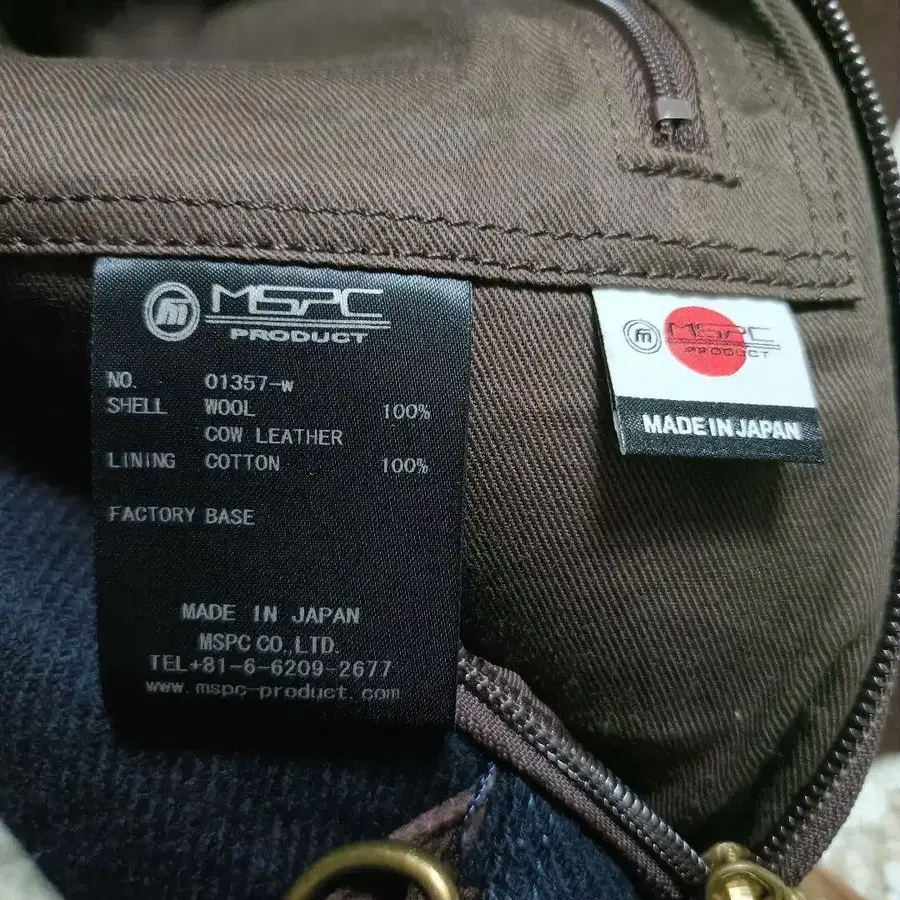 m MSPC
PRODUCT
NO. 01357-w
SHELL WOOL 100%
COW LEATHER
LINING COTTON 100%
FACTORY BASE
MADE IN JAPAN
MSPC CO.,LTD.
TEL+81-6-6209-2677
www.mspc-product.com
m MSPC
PRODUCT
MADE IN JAPAN